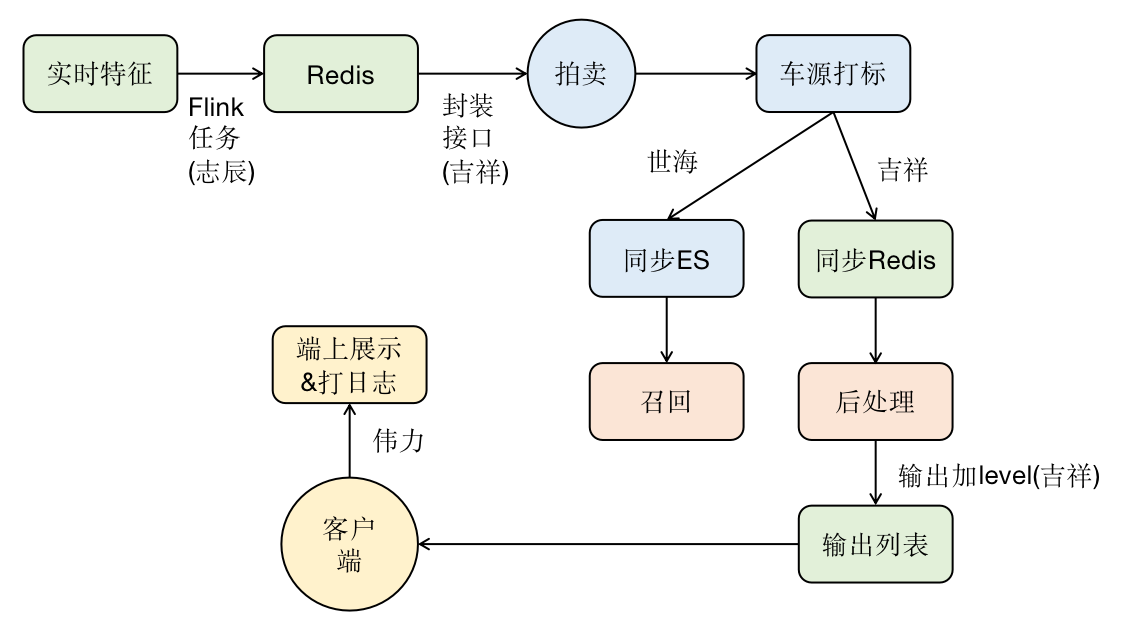 实时特征
Redis
拍卖
车源打标
Flink
任务
(志辰)
封装
接口
(吉祥)
世海
吉祥
同步ES
同步Redis
端上展示
&打日志
召回
后处理
伟力
输出加level(吉祥)
客户
端
输出列表